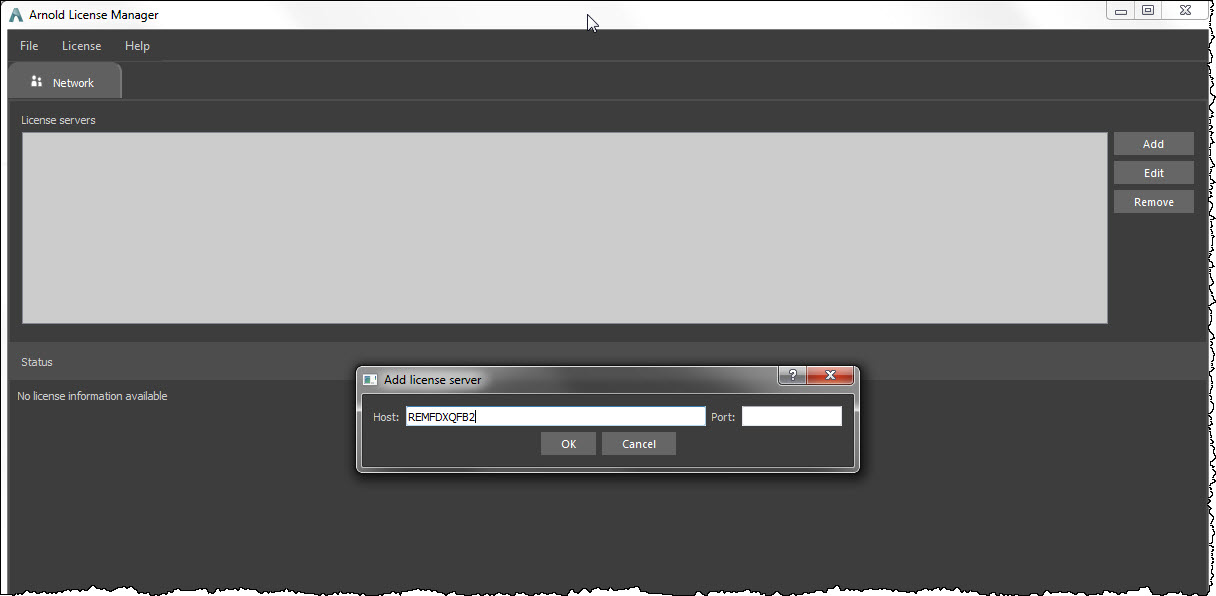 Arnold License Manager
File License Help
Network
License servers
Add
Edit
Remove
Status
No license information available
Add license server ?
Host: REMFDXQFB2 Port:
OK Cancel